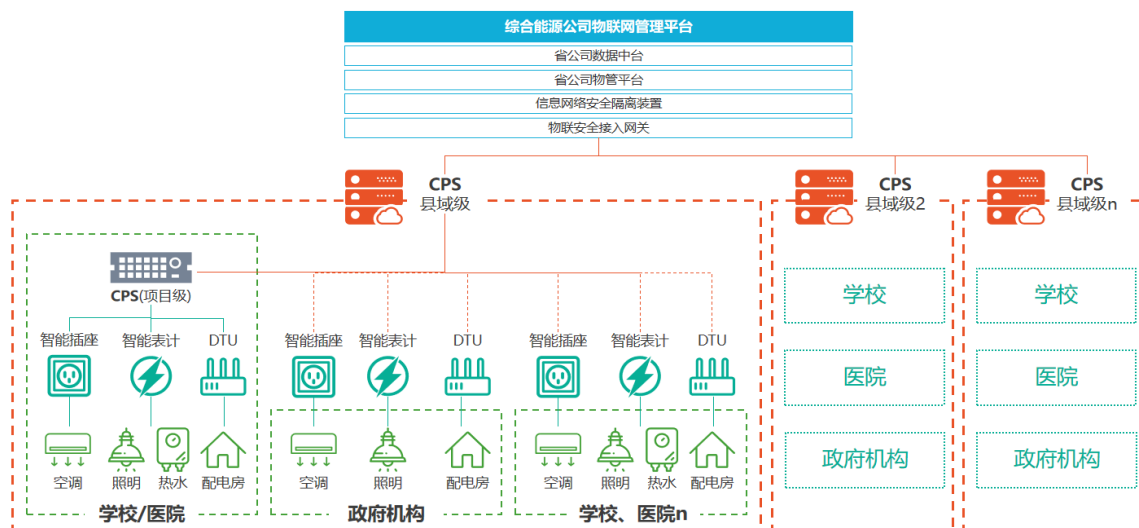 综合能源公司物联网管理平台
省公司数据中台
省公司物管平台
信息网络安全隔离装置
物联安全接入网关
CPS
县域级
CPS
县域级2
CPS
县域级n
CPS(项目级)
智能插座 智能表计 DTU
智能插座 智能表计 DTU
智能插座 智能表计 DTU
空调 照明 热水 配电房
空调 照明 配电房
空调 照明 热水 配电房
学校/医院
政府机构
学校、医院n
学校
医院
政府机构
学校
医院
政府机构